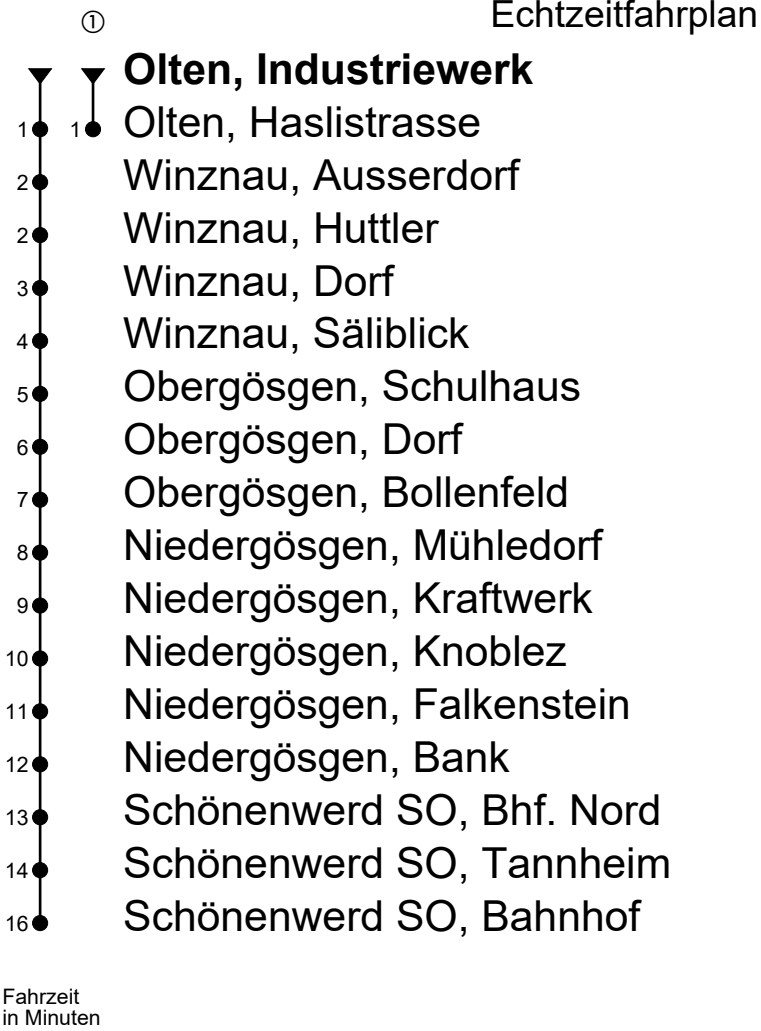 Echtzeitfahrplan
①
Olten, Industriewerk
1 1 Olten, Haslistrasse
2 Winznau, Ausserdorf
2 Winznau, Huttler
3 Winznau, Dorf
4 Winznau, Säliblick
5 Obergösgen, Schulhaus
6 Obergösgen, Dorf
7 Obergösgen, Bollenfeld
8 Niedergösgen, Mühledorf
9 Niedergösgen, Kraftwerk
10 Niedergösgen, Knoblez
11 Niedergösgen, Falkenstein
12 Niedergösgen, Bank
13 Schönenwerd SO, Bhf. Nord
14 Schönenwerd SO, Tannheim
16 Schönenwerd SO, Bahnhof
Fahrzeit
in Minuten